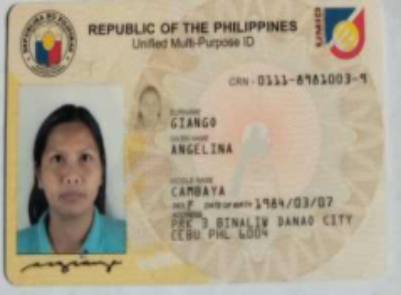 REPUBLIC OF THE PHILIPPINES
Unified Multi-Purpose ID
UMID
CRN-0111-8981003-9
SURNAME
GIANGO
GIVEN NAME
ANGELINA
MIDDLE NAME
CAMBAYA
SEX F DATE OF BIRTH 1984/03/07
ADDRESS
PRK 3 BINALIW DANAO CITY
CEBU PHL 6004